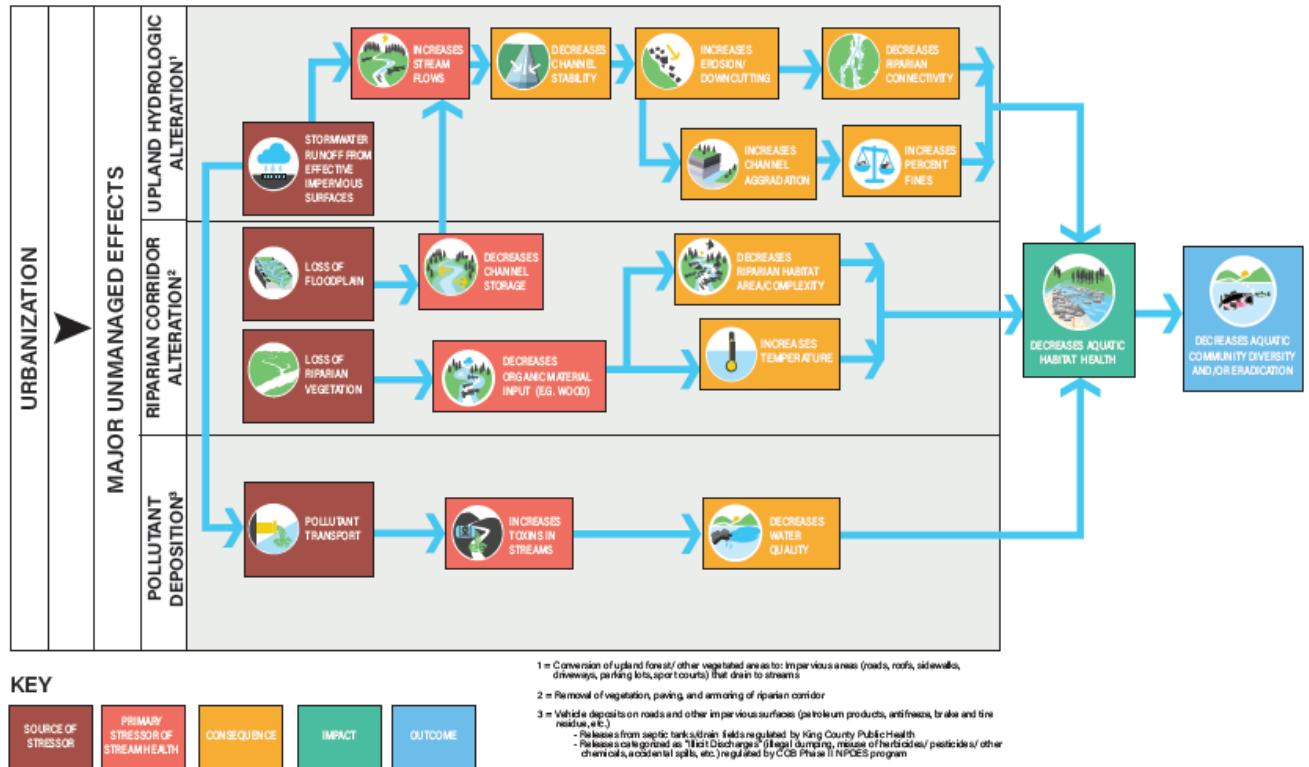 URBANIZATION
MAJOR UNMANAGED EFFECTS
UPLAND HYDROLOGIC
ALTERATION¹
INCREASES
STREAM
FLOWS
DECREASES
CHANNEL
STABILITY
INCREASES
EROSION/
DOWNCUTTING
DECREASES
RIPARIAN
CONNECTIVITY
STORMWATER
RUNOFF FROM
EFFECTIVE
IMPERVIOUS
SURFACES
INCREASES
CHANNEL
AGGRADATION
INCREASES
PERCENT
FINES
RIPARIAN CORRIDOR
ALTERATION²
LOSS OF
FLOODPLAIN
DECREASES
CHANNEL
STORAGE
DECREASES
RIPARIAN HABITAT
AREA/COMPLEXITY
LOSS OF
RIPARIAN
VEGETATION
DECREASES
ORGANIC MATERIAL
INPUT (E.G. WOOD)
INCREASES
TEMPERATURE
DECREASES AQUATIC
HABITAT HEALTH
DECREASES AQUATIC
COMMUNITY DIVERSITY
AND/OR ERADICATION
POLLUTANT
DEPOSITION³
POLLUTANT
TRANSPORT
INCREASES
TOXINS IN
STREAMS
DECREASES
WATER
QUALITY
KEY
SOURCE OF
STRESSOR
PRIMARY
STRESSOR OF
STREAM HEALTH
CONSEQUENCE
IMPACT
OUTCOME
1 = Conversion of upland forest/ other vegetated areas to: Impervious areas (roads, roofs, sidewalks,
driveways, parking lots, sport courts) that drain to streams
2 = Removal of vegetation, paving, and armoring of riparian corridor
3 = Vehicle deposits on roads and other impervious surfaces (petroleum products, antifreeze, brake and tire
residue, etc.)
- Releases from septic tanks/drain fields regulated by King County Public Health
- Releases categorized as "Illicit Discharges" (illegal dumping, misuse of herbicides/ pesticides/ other
chemicals, accidental spills, etc.) regulated by COB Phase II NPDES program